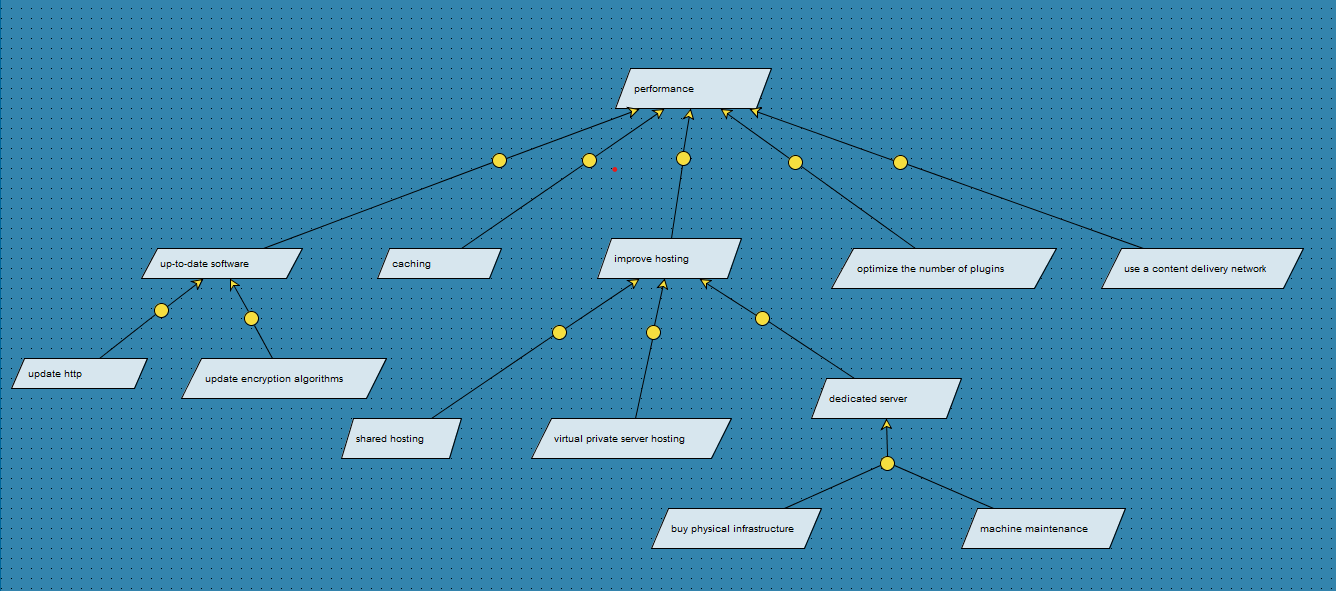 performance
up-to-date software
caching
improve hosting
optimize the number of plugins
use a content delivery network
update http
update encryption algorithms
dedicated server
shared hosting
virtual private server hosting
buy physical infrastructure
machine maintenance